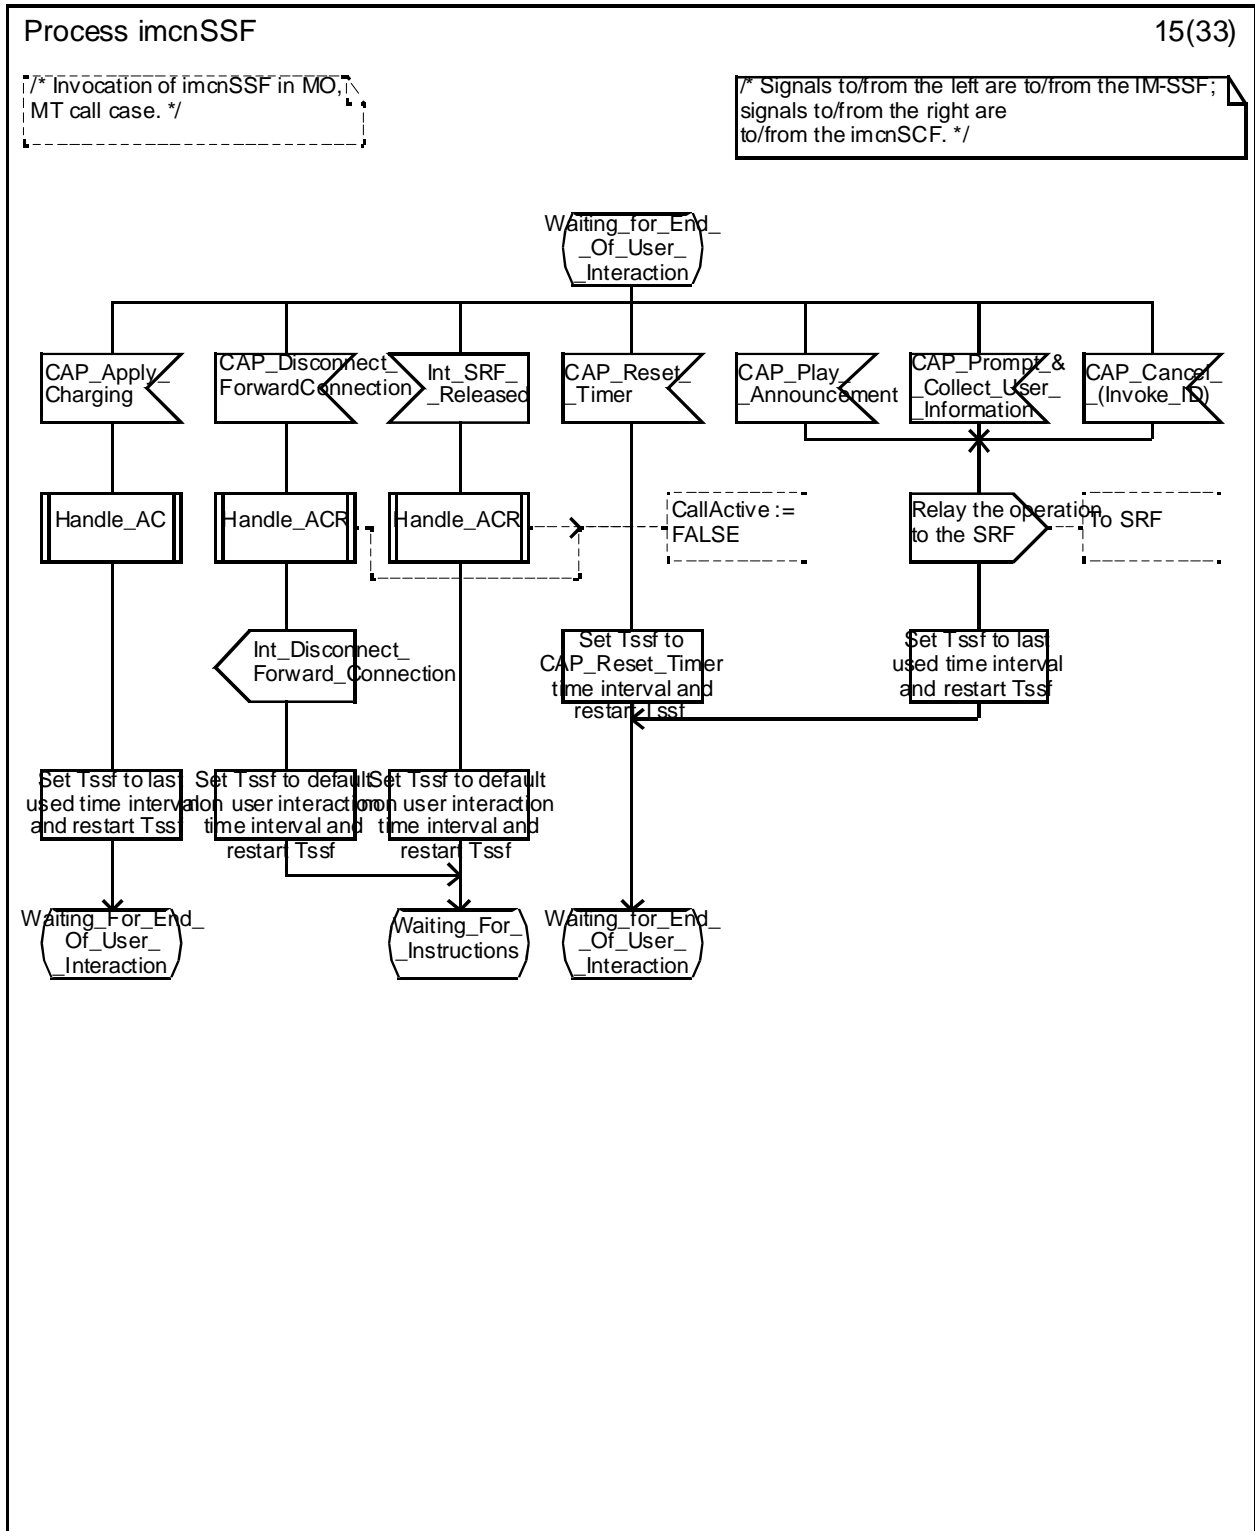 Process imcnSSF
15(33)
/* Invocation of imcnSSF in MO,
MT call case. */
/* Signals to/from the left are to/from the IM-SSF;
signals to/from the right are
to/from the imcnSCF. */
Waiting_for_End_
_Of_User_
_Interaction
CAP_Apply_
Charging
CAP_Disconnect_
ForwardConnection
Int_SRF_
_Released
CAP_Reset_
_Timer
CAP_Play_
_Announcement
CAP_Prompt_&
_Collect_User_
_Information
CAP_Cancel_
_(Invoke_ID)
Handle_AC
Handle_ACR
Handle_ACR
CallActive :=
FALSE
Relay the operation
to the SRF
To SRF
Int_Disconnect_
Forward_Connection
Set Tssf to
CAP_Reset_Timer
time interval and
restart Tssf
Set Tssf to last
used time interval
and restart Tssf
Set Tssf to last
used time interval
and restart Tssf
Set Tssf to default
non user interaction
time interval and
restart Tssf
Set Tssf to default
non user interaction
time interval and
restart Tssf
Waiting_For_End_
Of_User_
_Interaction
Waiting_For_
_Instructions
Waiting_for_End_
_Of_User_
_Interaction